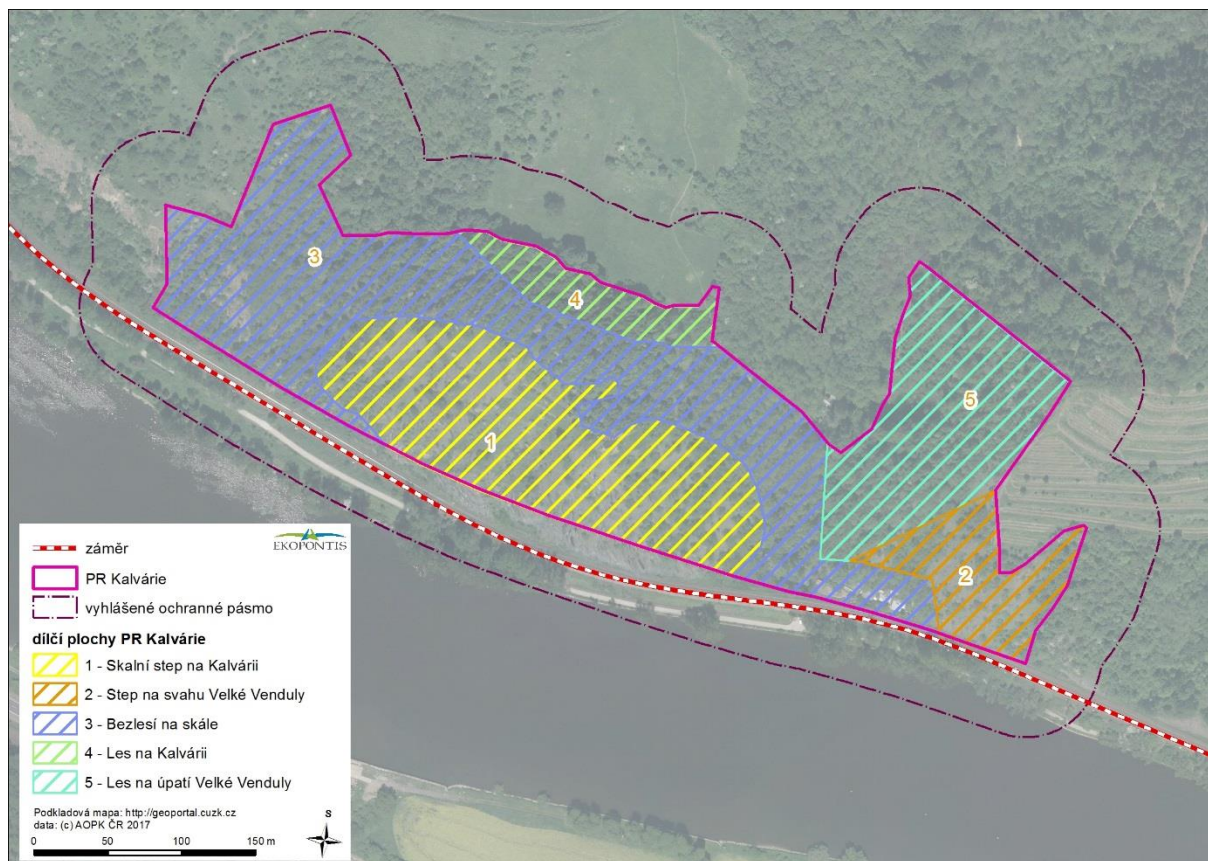 3
4
5
1
2
EKOPONTIS
záměr
PR Kalvárie
vyhlášené ochranné pásmo
dílčí plochy PR Kalvárie
1 - Skalní step na Kalvárii
2 - Step na svahu Velké Venduly
3 - Bezlesí na skále
4 - Les na Kalvárii
5 - Les na úpatí Velké Venduly
Podkladová mapa: http://geoportal.cuzk.cz
data: (c) AOPK ČR 2017
S
0 50 100 150 m